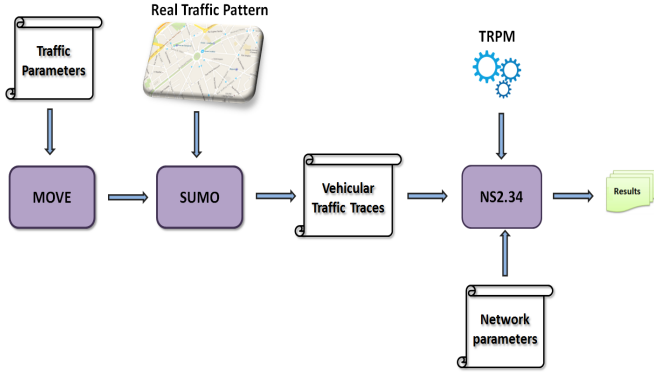 Real Traffic Pattern
Traffic
Parameters
TRPM
MOVE
SUMO
Vehicular
Traffic Traces
NS2.34
Results
Network
parameters